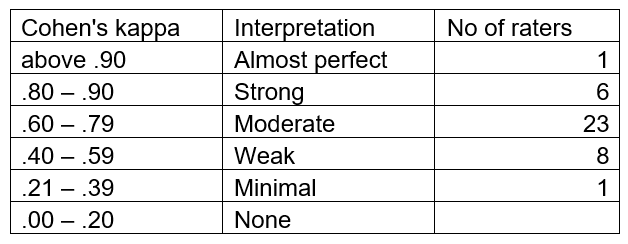 Cohen's kappa Interpretation No of raters
above .90 Almost perfect 1
.80 – .90 Strong 6
.60 – .79 Moderate 23
.40 – .59 Weak 8
.21 – .39 Minimal 1
.00 – .20 None